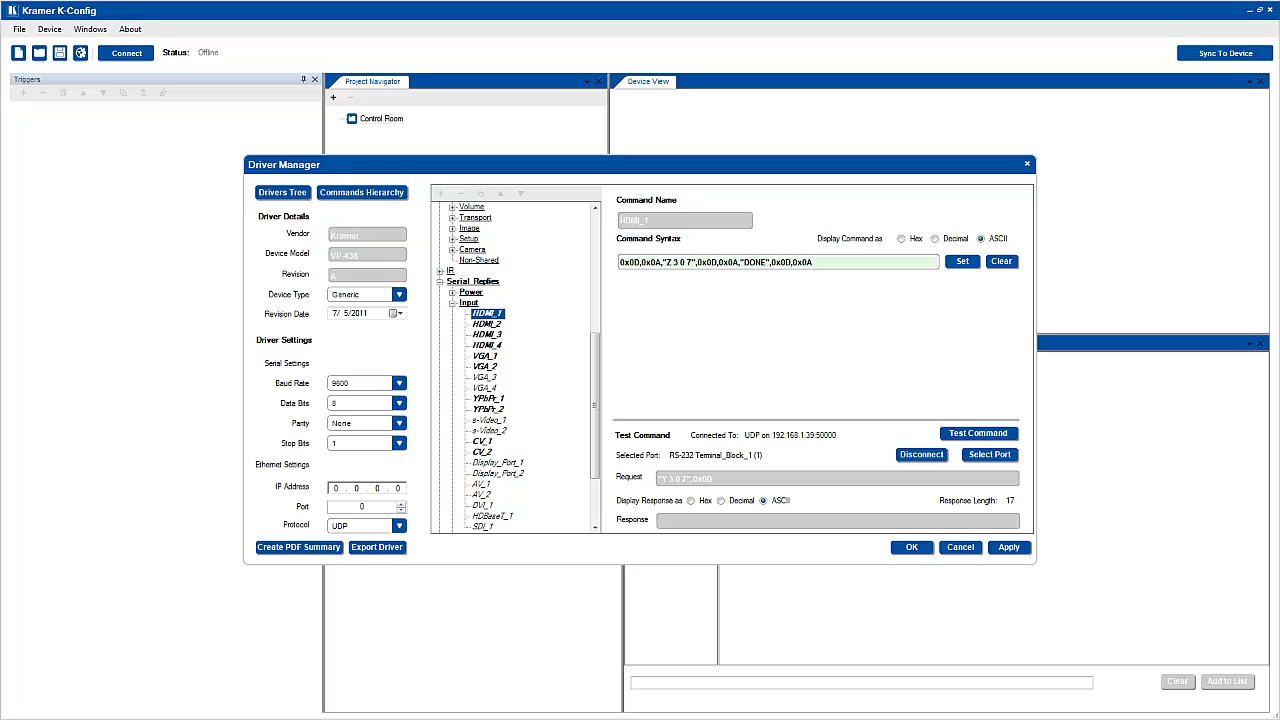 Kramer K-Config
File Device Windows About
Connect Status: Offline Sync To Device
Triggers
Project Navigator
Device View
Control Room
Driver Manager
Drivers Tree Commands Hierarchy
Driver Details
Vendor Kramer
Device Model VP-438
Revision A
Device Type Generic
Revision Date 7/ 5/2011
Driver Settings
Serial Settings
Baud Rate 9600
Data Bits 8
Parity None
Stop Bits 1
Ethernet Settings
IP Address 0 . 0 . 0 . 0
Port 0
Protocol UDP
Create PDF Summary Export Driver
Volume
Transport
Image
Setup
Camera
Non-Shared
IR
Serial Replies
Power
Input
HDMI_1
HDMI_2
HDMI_3
HDMI_4
VGA_1
VGA_2
VGA_3
VGA_4
YPbPr_1
YPbPr_2
s-Video_1
s-Video_2
CV_1
CV_2
Display_Port_1
Display_Port_2
AV_1
AV_2
DVI_1
HDBaseT_1
SDI_1
Command Name
HDMI_1
Command Syntax Display Command as Hex Decimal ASCII
0x0D,0x0A,"Z 3 0 7",0x0D,0x0A,"DONE",0x0D,0x0A Set Clear
Test Command Connected To: UDP on 192.168.1.39:50000 Test Command
Selected Port: RS-232 Terminal_Block_1 (1) Disconnect Select Port
Request "Y 3 0 7",0x0D
Display Response as Hex Decimal ASCII Response Length: 17
Response
OK Cancel Apply
Clear Add to List